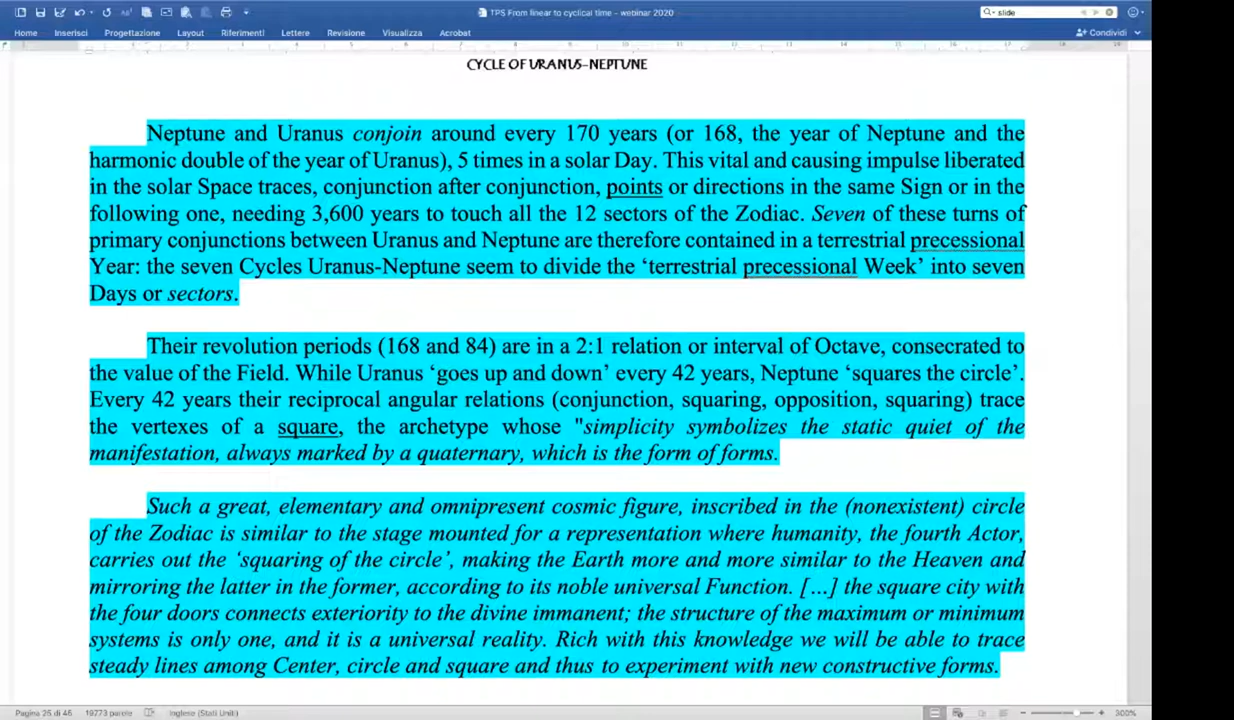 TPS From linear to cyclical time - webinar 2020
slide
Home Inserisci Progettazione Layout Riferimenti Lettere Revisione Visualizza Acrobat Condividi
CYCLE OF URANUS-NEPTUNE
Neptune and Uranus conjoin around every 170 years (or 168, the year of Neptune and the
harmonic double of the year of Uranus), 5 times in a solar Day. This vital and causing impulse liberated
in the solar Space traces, conjunction after conjunction, points or directions in the same Sign or in the
following one, needing 3,600 years to touch all the 12 sectors of the Zodiac. Seven of these turns of
primary conjunctions between Uranus and Neptune are therefore contained in a terrestrial precessional
Year: the seven Cycles Uranus-Neptune seem to divide the ‘terrestrial precessional Week’ into seven
Days or sectors.
Their revolution periods (168 and 84) are in a 2:1 relation or interval of Octave, consecrated to
the value of the Field. While Uranus ‘goes up and down’ every 42 years, Neptune ‘squares the circle’.
Every 42 years their reciprocal angular relations (conjunction, squaring, opposition, squaring) trace
the vertexes of a square, the archetype whose "simplicity symbolizes the static quiet of the
manifestation, always marked by a quaternary, which is the form of forms.
Such a great, elementary and omnipresent cosmic figure, inscribed in the (nonexistent) circle
of the Zodiac is similar to the stage mounted for a representation where humanity, the fourth Actor,
carries out the ‘squaring of the circle’, making the Earth more and more similar to the Heaven and
mirroring the latter in the former, according to its noble universal Function. […] the square city with
the four doors connects exteriority to the divine immanent; the structure of the maximum or minimum
systems is only one, and it is a universal reality. Rich with this knowledge we will be able to trace
steady lines among Center, circle and square and thus to experiment with new constructive forms.
Pagina 25 di 46 19773 parole Inglese (Stati Uniti) 300%